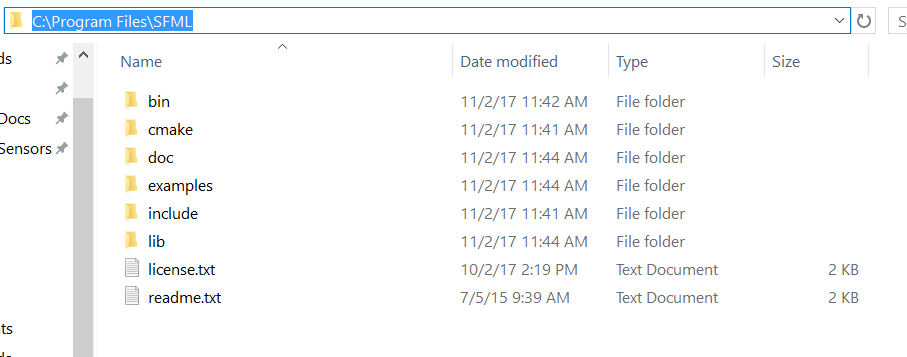 C:\Program Files\SFML
S
ds
Name Date modified Type Size
bin 11/2/17 11:42 AM File folder
Docs
cmake 11/2/17 11:41 AM File folder
Sensors
doc 11/2/17 11:44 AM File folder
examples 11/2/17 11:44 AM File folder
include 11/2/17 11:41 AM File folder
lib 11/2/17 11:44 AM File folder
license.txt 10/2/17 2:19 PM Text Document 2 KB
readme.txt 7/5/15 9:39 AM Text Document 2 KB
nts